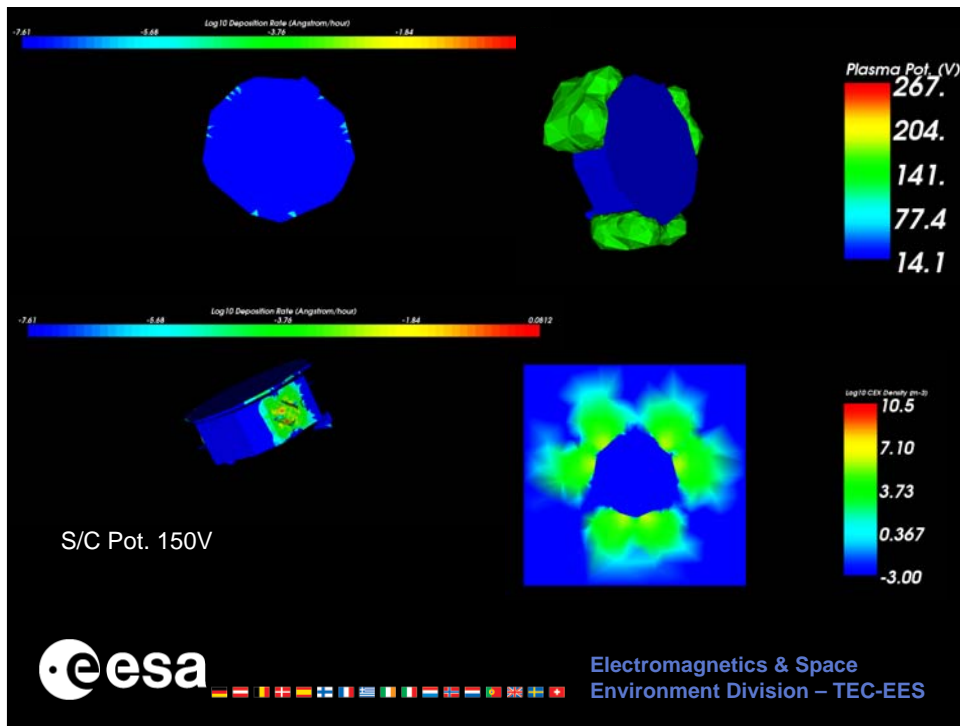 Log10 Deposition Rate (Angstrom/hour)
-7.61 -5.68 -3.76 -1.84
Plasma Pot. (V)
267.
204.
141.
77.4
14.1
Log10 Deposition Rate (Angstrom/hour)
-7.61 -5.68 -3.76 -1.84 0.0812
Log10 CEX Density (m-3)
10.5
7.10
3.73
0.367
-3.00
S/C Pot. 150V
esa
Electromagnetics & Space
Environment Division – TEC-EES